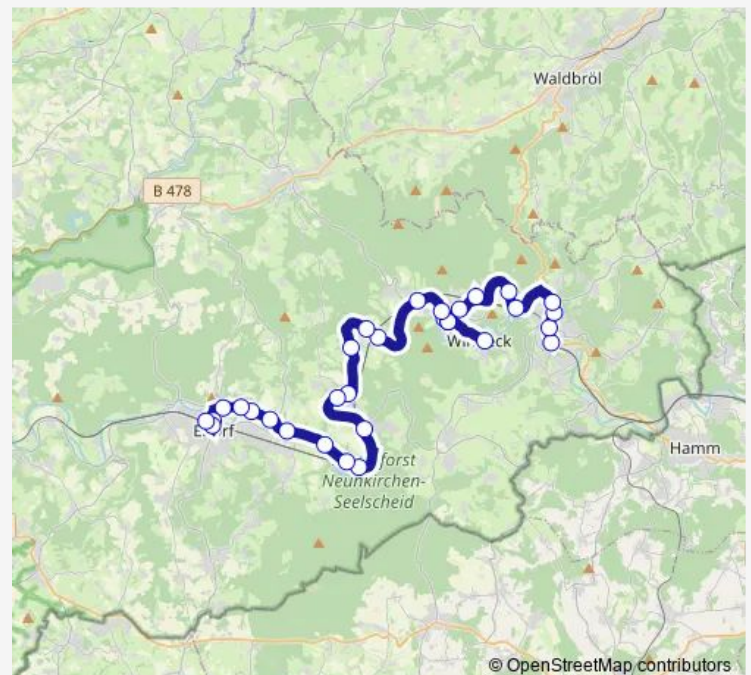 Waldbröl
B 478
Hamm
forst
Neunkirchen-
Seelscheid
© OpenStreetMap contributors